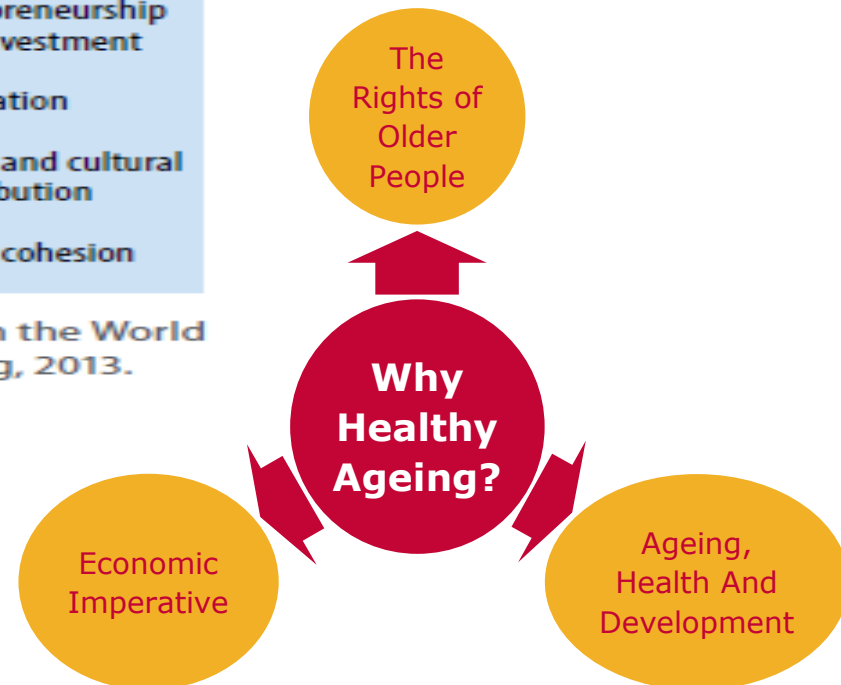 vestment
ation
and cultural
bution
cohesion
the World
, 2013.
The
Rights of
Older
People
Why
Healthy
Ageing?
Economic
Imperative
Ageing,
Health And
Development